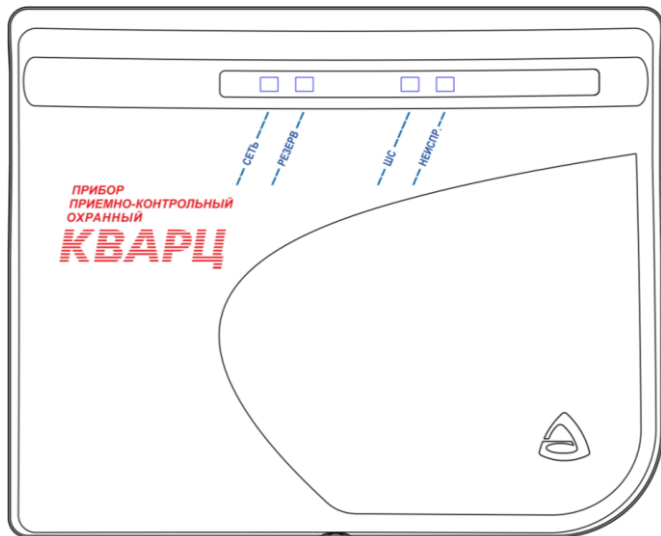 СЕТЬ
РЕЗЕРВ
ШС
НЕИСПР.
ПРИБОР
ПРИЕМНО-КОНТРОЛЬНЫЙ
ОХРАННЫЙ
КВАРЦ